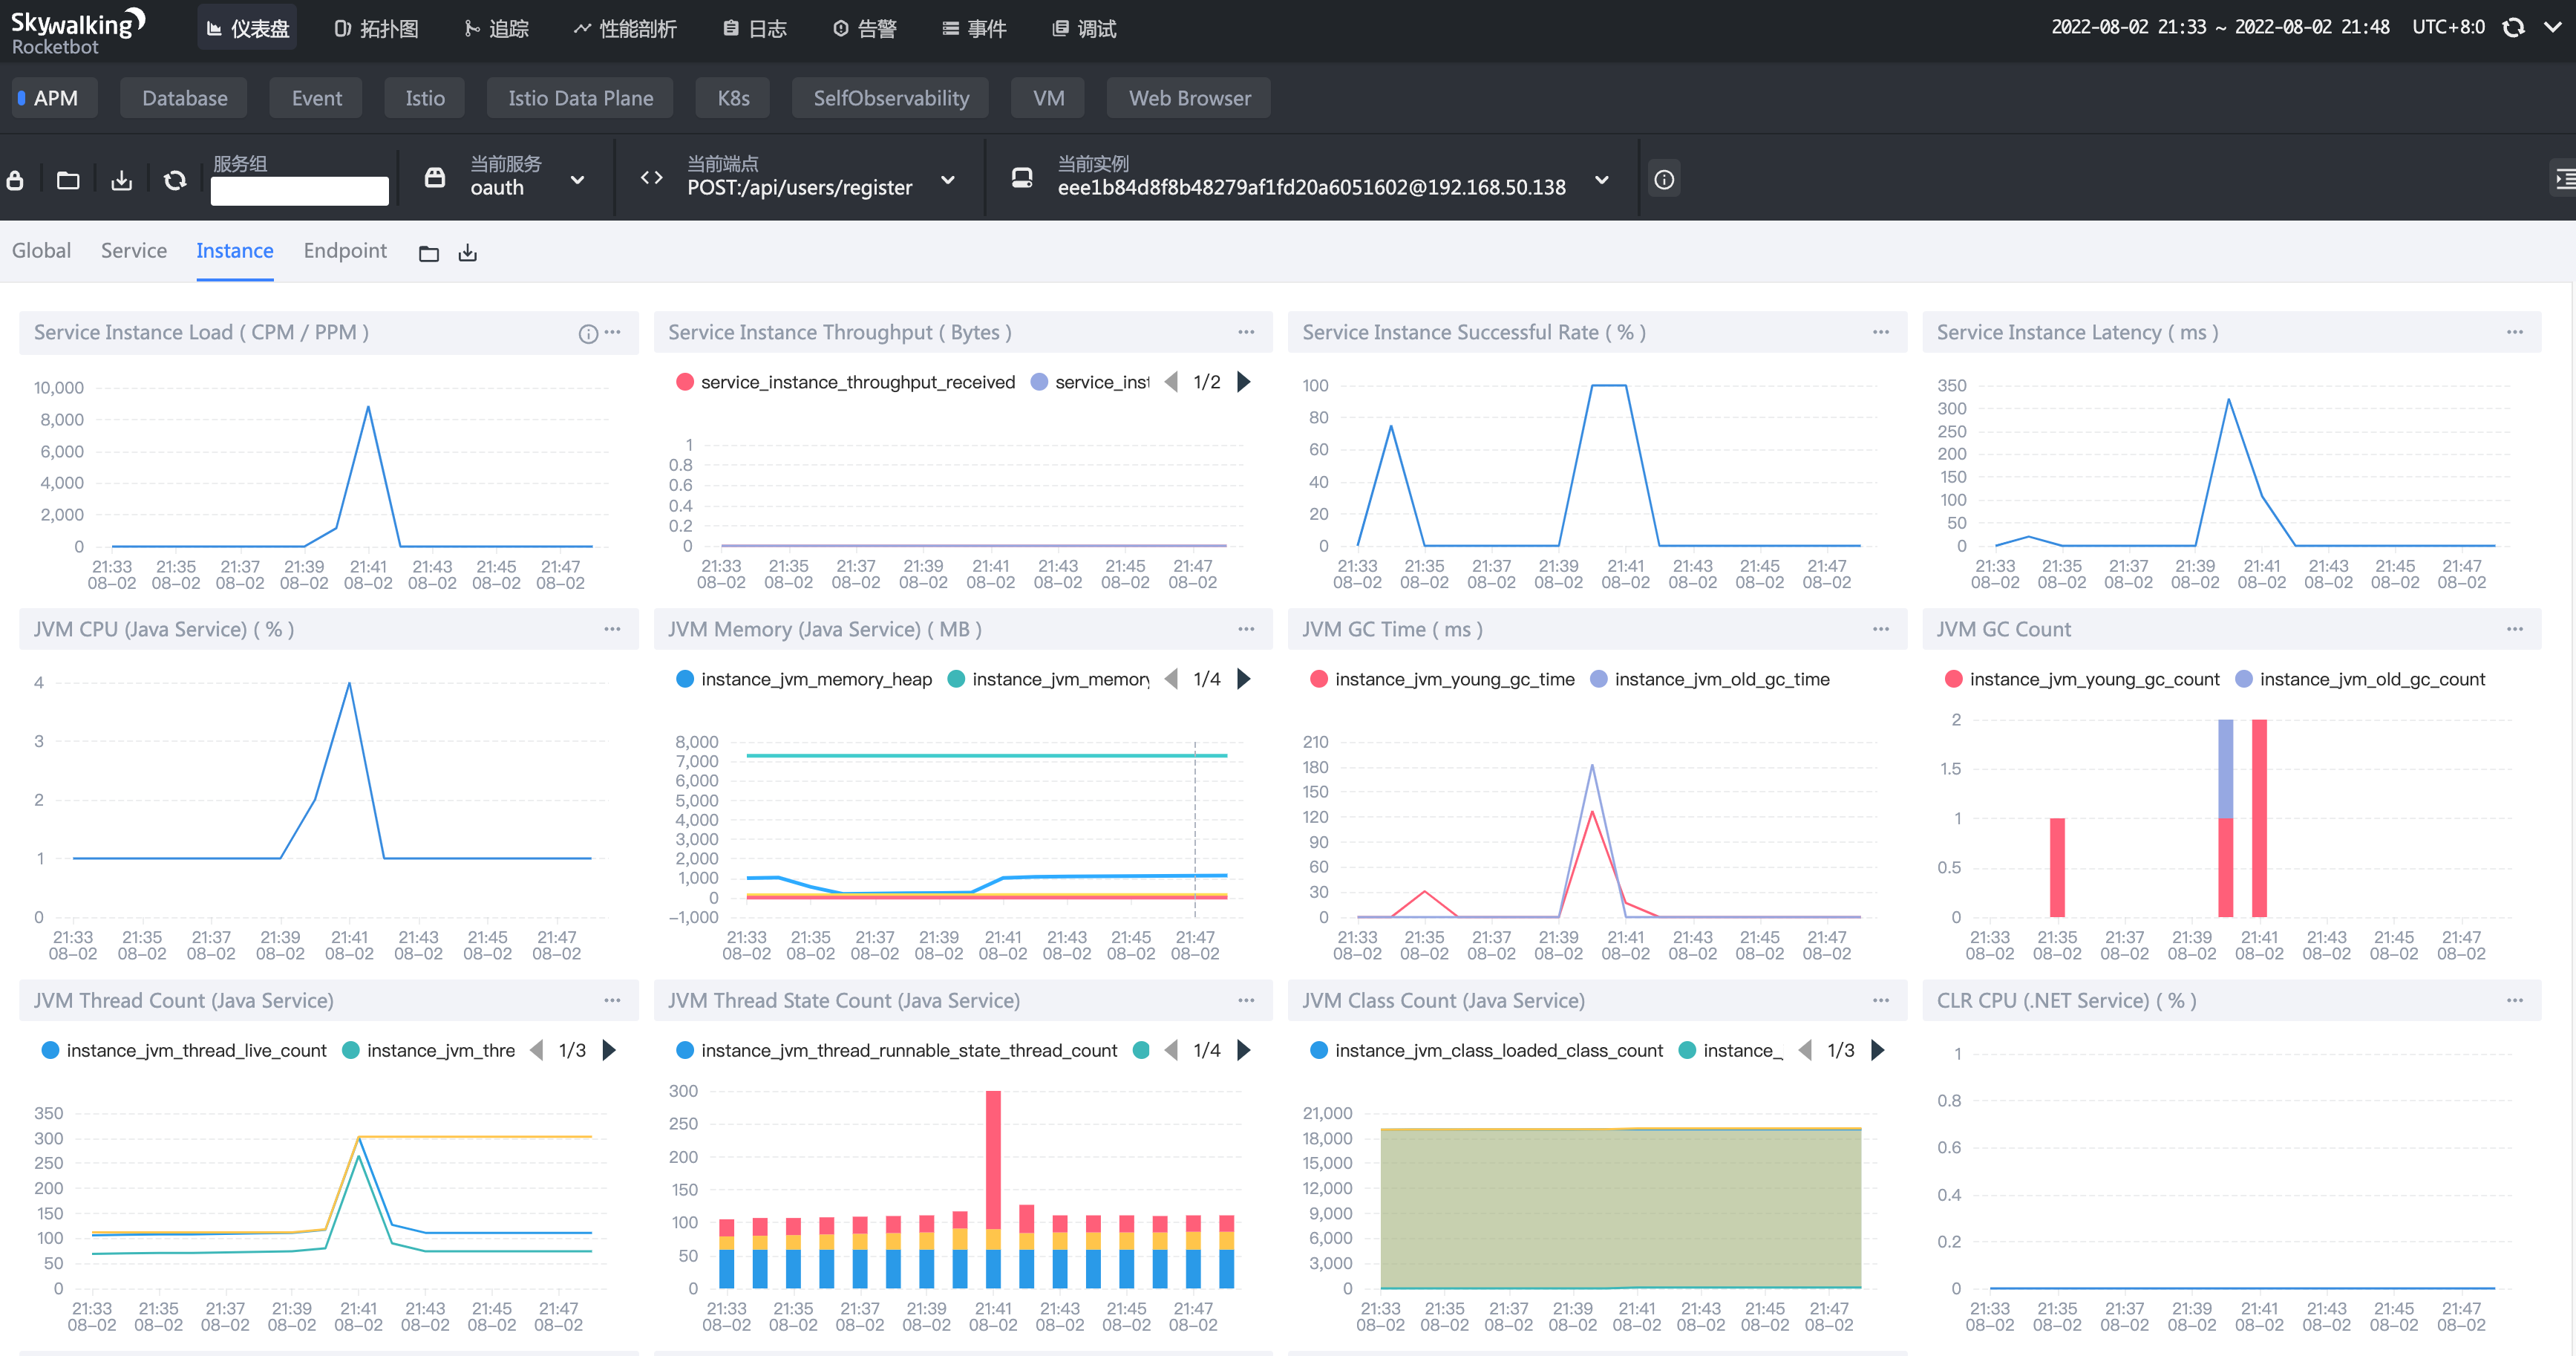 Skywalking
Rocketbot
仪表盘
拓扑图
追踪
性能剖析
日志
告警
事件
调试
2022-08-02 21:33 ~ 2022-08-02 21:48
UTC+8:0
APM
Database
Event
Istio
Istio Data Plane
K8s
SelfObservability
VM
Web Browser
服务组
当前服务
oauth
当前端点
POST:/api/users/register
当前实例
eee1b84d8f8b48279af1fd20a6051602@192.168.50.138
Global
Service
Instance
Endpoint
Service Instance Load ( CPM / PPM )
10,000
8,000
6,000
4,000
2,000
0
21:33 21:35 21:37 21:39 21:41 21:43 21:45 21:47
08-02 08-02 08-02 08-02 08-02 08-02 08-02 08-02
Service Instance Throughput ( Bytes )
service_instance_throughput_received
service_inst
1/2
1
0.8
0.6
0.4
0.2
0
21:33 21:35 21:37 21:39 21:41 21:43 21:45 21:47
08-02 08-02 08-02 08-02 08-02 08-02 08-02 08-02
Service Instance Successful Rate ( % )
100
80
60
40
20
0
21:33 21:35 21:37 21:39 21:41 21:43 21:45 21:47
08-02 08-02 08-02 08-02 08-02 08-02 08-02 08-02
Service Instance Latency ( ms )
350
300
250
200
150
100
50
0
21:33 21:35 21:37 21:39 21:41 21:43 21:45 21:47
08-02 08-02 08-02 08-02 08-02 08-02 08-02 08-02
JVM CPU (Java Service) ( % )
4
3
2
1
0
21:33 21:35 21:37 21:39 21:41 21:43 21:45 21:47
08-02 08-02 08-02 08-02 08-02 08-02 08-02 08-02
JVM Memory (Java Service) ( MB )
instance_jvm_memory_heap
instance_jvm_memory
1/4
8,000
7,000
6,000
5,000
4,000
3,000
2,000
1,000
0
-1,000
21:33 21:35 21:37 21:39 21:41 21:43 21:45 21:47
08-02 08-02 08-02 08-02 08-02 08-02 08-02 08-02
JVM GC Time ( ms )
instance_jvm_young_gc_time
instance_jvm_old_gc_time
210
180
150
120
90
60
30
0
21:33 21:35 21:37 21:39 21:41 21:43 21:45 21:47
08-02 08-02 08-02 08-02 08-02 08-02 08-02 08-02
JVM GC Count
instance_jvm_young_gc_count
instance_jvm_old_gc_count
2
1.5
1
0.5
0
21:33 21:35 21:37 21:39 21:41 21:43 21:45 21:47
08-02 08-02 08-02 08-02 08-02 08-02 08-02 08-02
JVM Thread Count (Java Service)
instance_jvm_thread_live_count
instance_jvm_thre
1/3
350
300
250
200
150
100
50
0
21:33 21:35 21:37 21:39 21:41 21:43 21:45 21:47
08-02 08-02 08-02 08-02 08-02 08-02 08-02 08-02
JVM Thread State Count (Java Service)
instance_jvm_thread_runnable_state_thread_count
1/4
300
250
200
150
100
50
0
21:33 21:35 21:37 21:39 21:41 21:43 21:45 21:47
08-02 08-02 08-02 08-02 08-02 08-02 08-02 08-02
JVM Class Count (Java Service)
instance_jvm_class_loaded_class_count
instance_
1/3
21,000
18,000
15,000
12,000
9,000
6,000
3,000
0
21:33 21:35 21:37 21:39 21:41 21:43 21:45 21:47
08-02 08-02 08-02 08-02 08-02 08-02 08-02 08-02
CLR CPU (.NET Service) ( % )
1
0.8
0.6
0.4
0.2
0
21:33 21:35 21:37 21:39 21:41 21:43 21:45 21:47
08-02 08-02 08-02 08-02 08-02 08-02 08-02 08-02